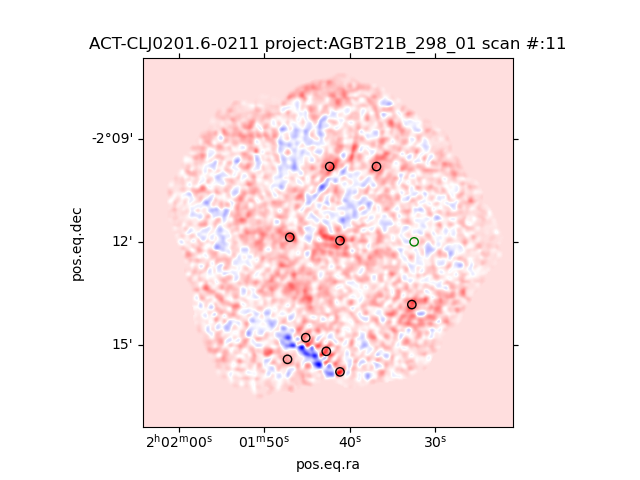 ACT-CLJ0201.6-0211 project:AGBT21B_298_01 scan #:11
-2°09'
12'
15'
pos.eq.dec
2ʰ02ᵐ00ˢ 01ᵐ50ˢ 40ˢ 30ˢ
pos.eq.ra